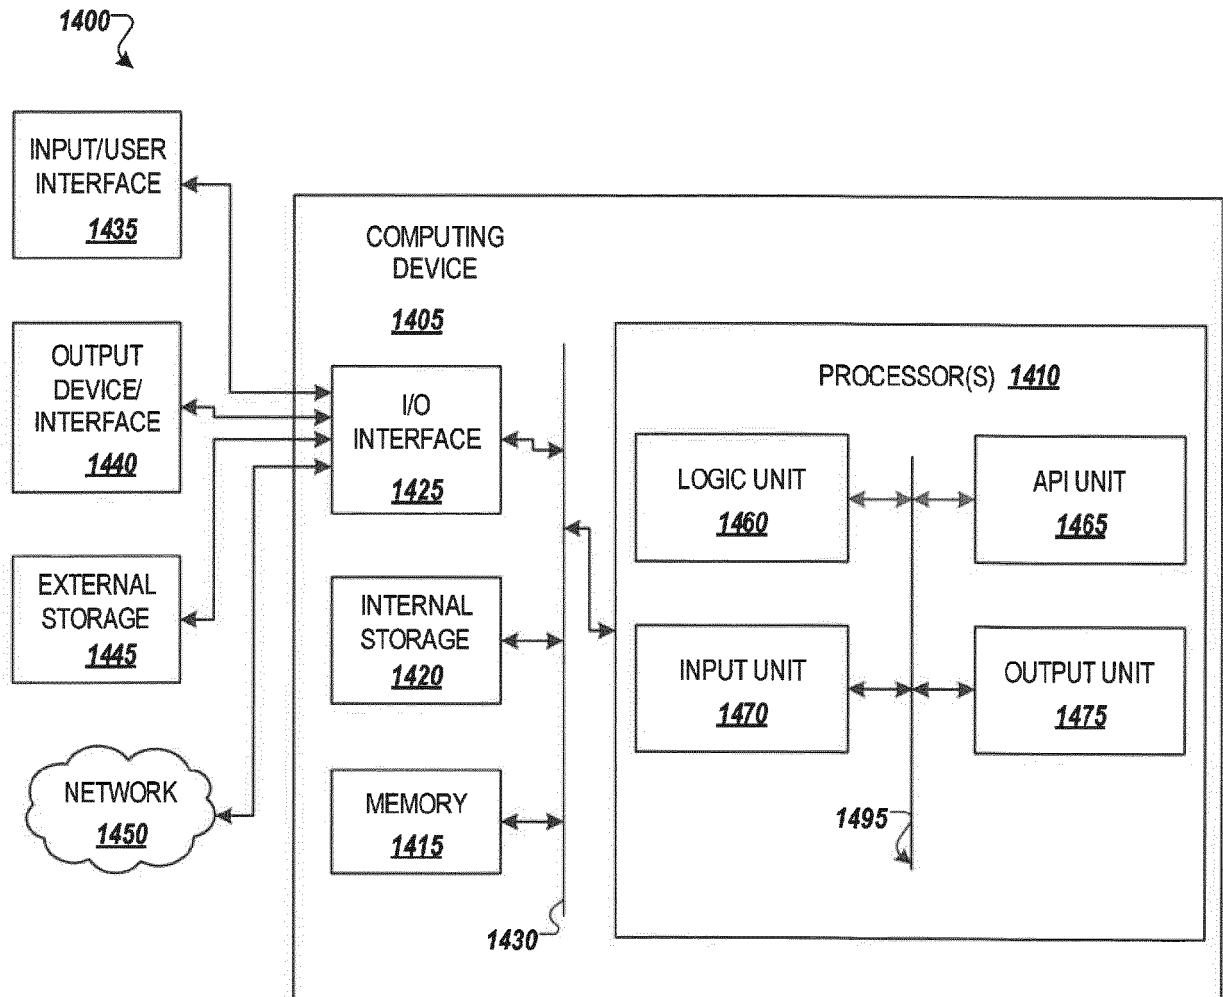 1400
INPUT/USER
INTERFACE
1435
OUTPUT
DEVICE/
INTERFACE
1440
EXTERNAL
STORAGE
1445
NETWORK
1450
COMPUTING
DEVICE
1405
I/O
INTERFACE
1425
INTERNAL
STORAGE
1420
MEMORY
1415
1430
PROCESSOR(S) 1410
LOGIC UNIT
1460
API UNIT
1465
INPUT UNIT
1470
OUTPUT UNIT
1475
1495